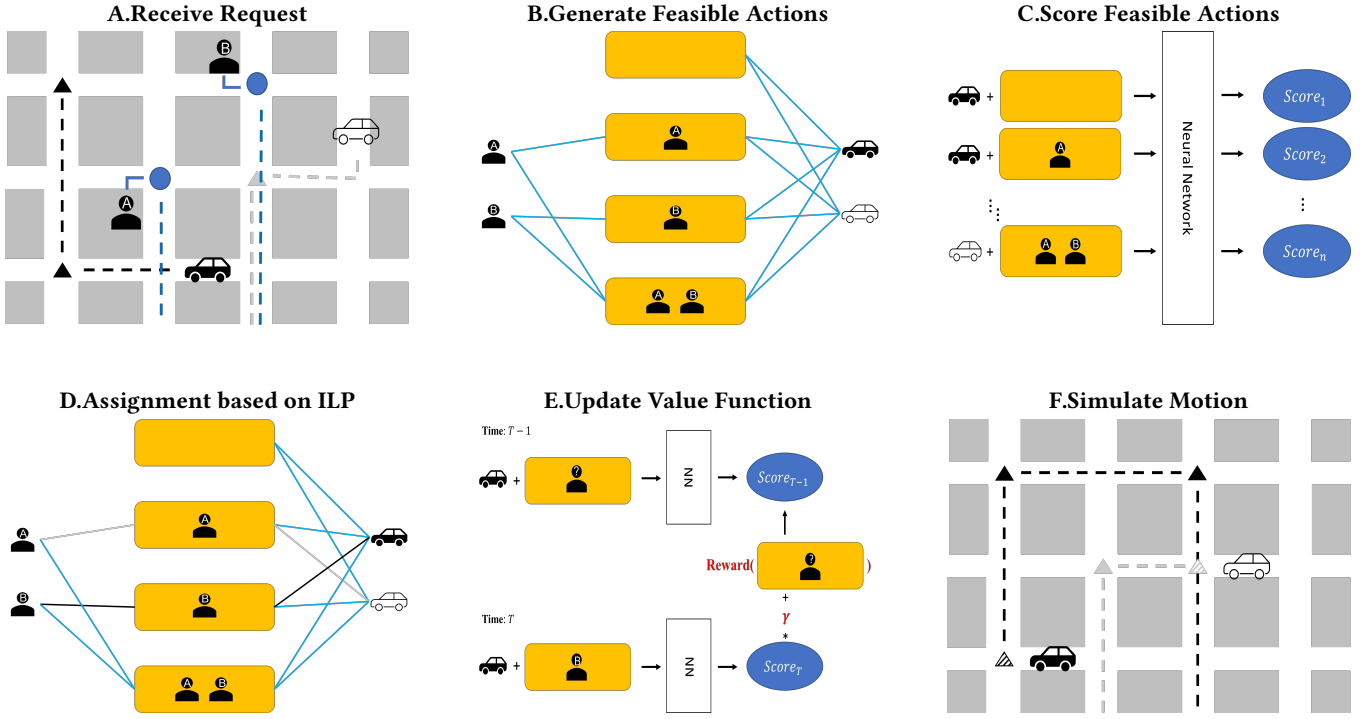 A.Receive Request
B
A
B.Generate Feasible Actions
A
A
B
B
A B
C.Score Feasible Actions
+
Score1
+ A
Score2
Neural Network
...
+ A B
Scoren
D.Assignment based on ILP
A
A
B
B
A B
E.Update Value Function
Time: T − 1
+ ?
NN
ScoreT−1
Reward( ? )
+
γ
*
Time: T
+ B
NN
ScoreT
F.Simulate Motion